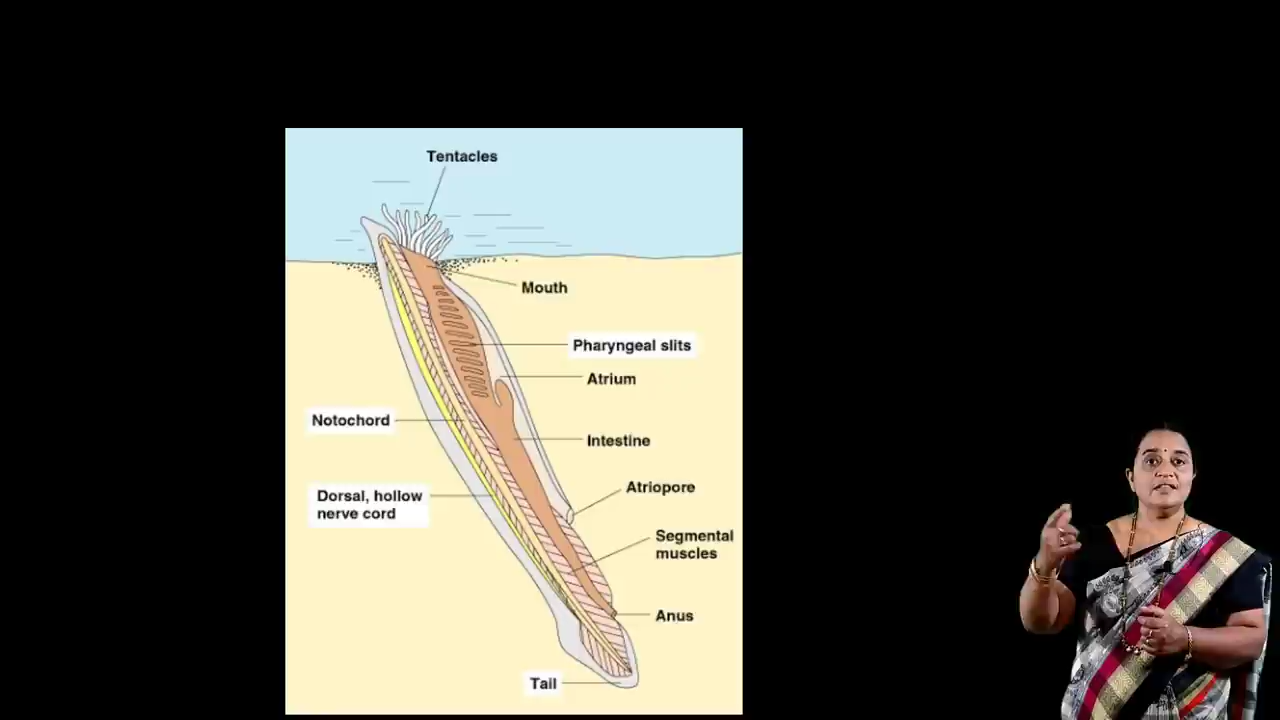 Tentacles
Mouth
Pharyngeal slits
Atrium
Notochord
Intestine
Atriopore
Dorsal, hollow
nerve cord
Segmental
muscles
Anus
Tail